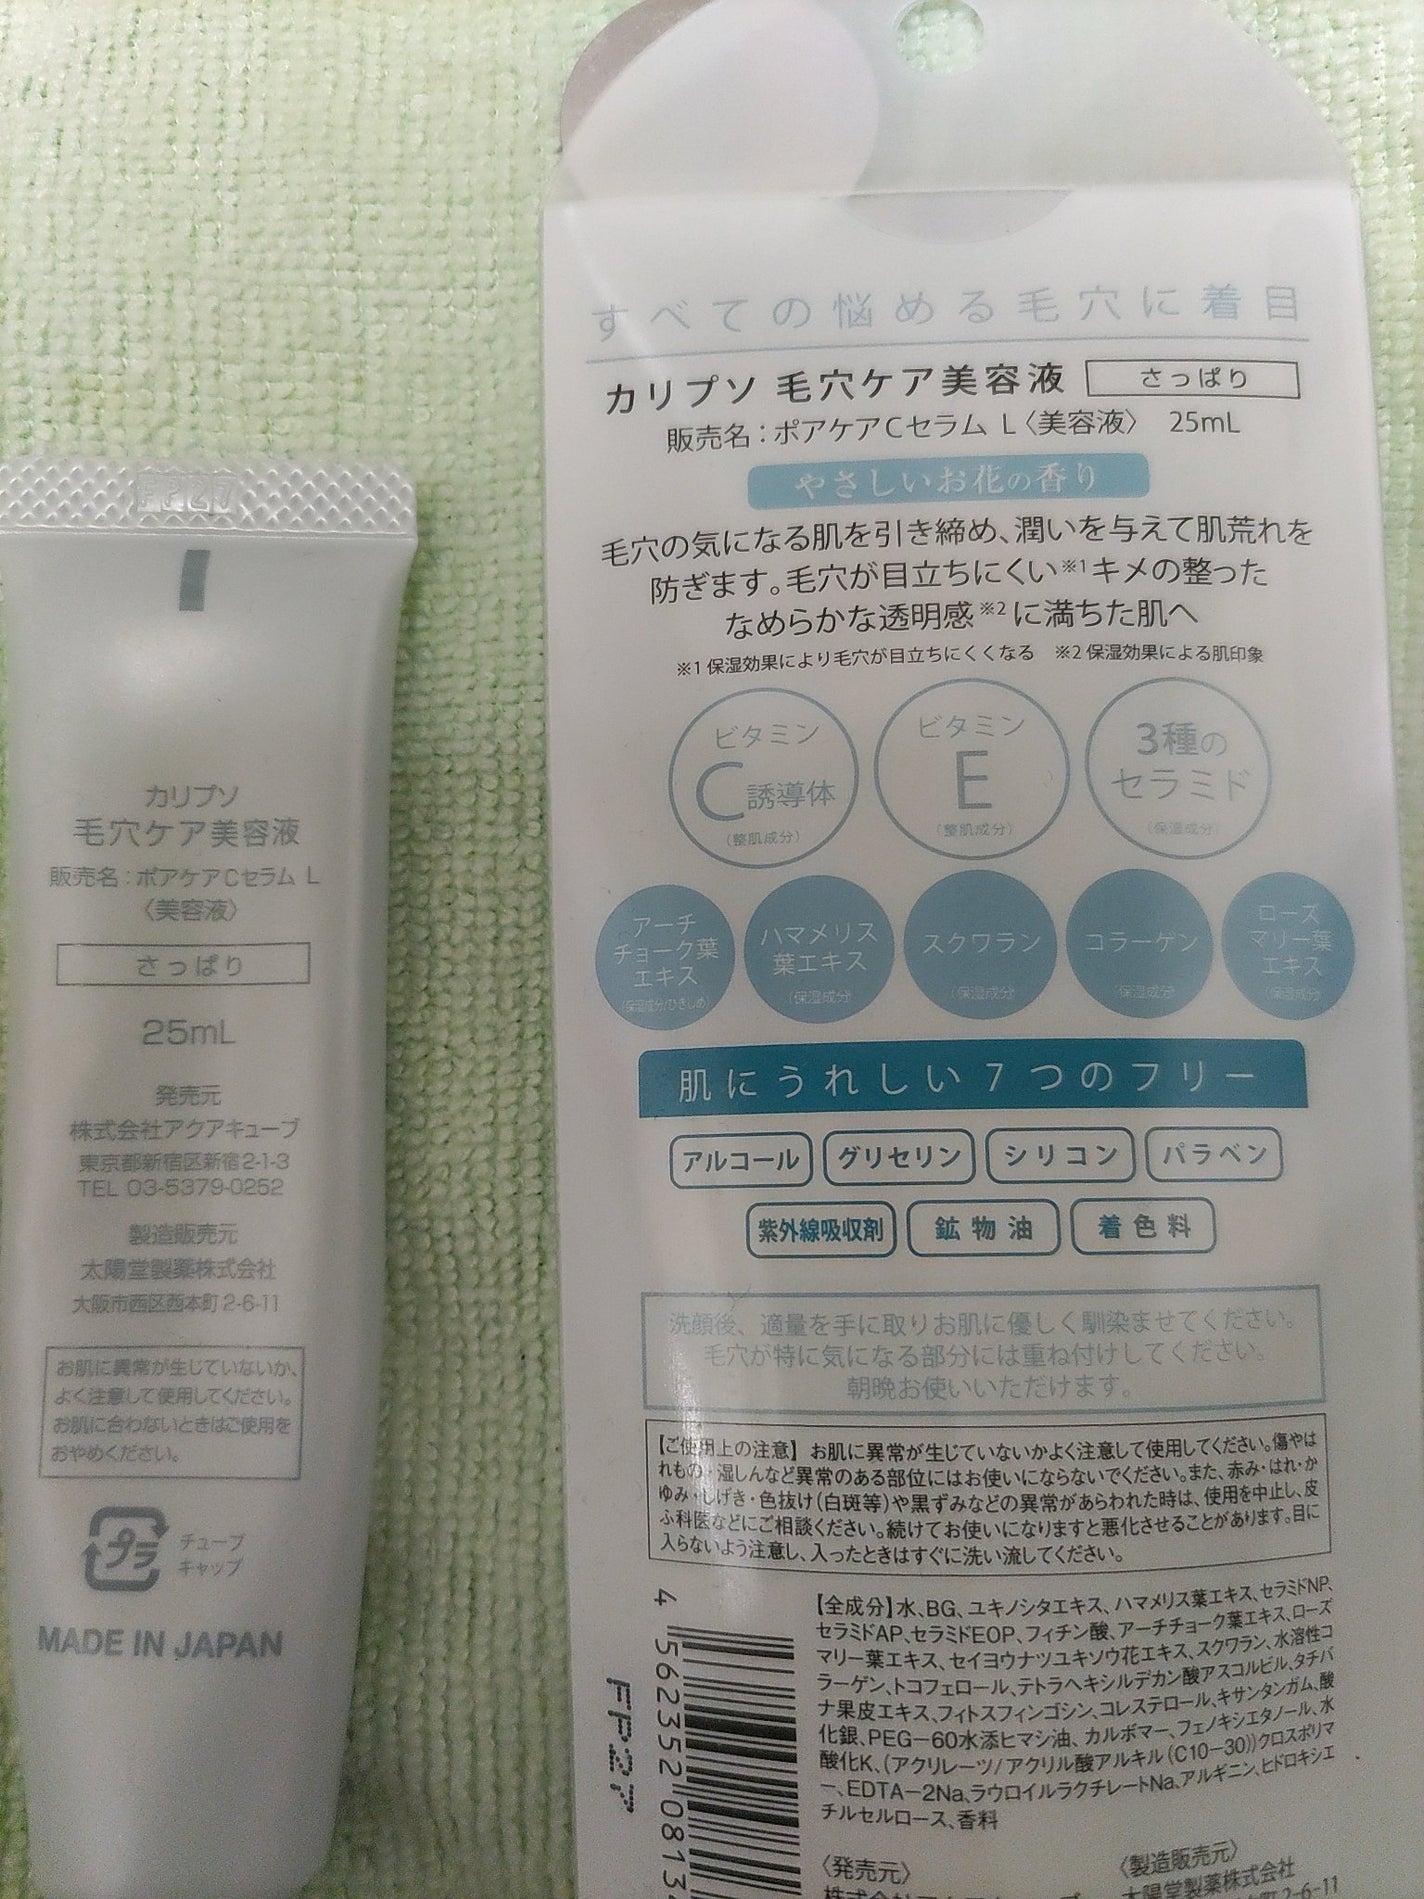 FP27
カリプソ
毛穴ケア美容液
販売名：ポアケアCセラム L
〈美容液〉
さっぱり
25mL
発売元
株式会社アクアキューブ
東京都新宿区新宿2-1-3
TEL 03-5379-0252
製造販売元
太陽堂製薬株式会社
大阪市西区西本町2-6-11
お肌に異常が生じていないか、
よく注意して使用してください。
お肌に合わないときはご使用を
おやめください。
プラ
チューブ
キャップ
MADE IN JAPAN
すべての悩める毛穴に着目
カリプソ 毛穴ケア美容液 さっぱり
販売名：ポアケアCセラム L〈美容液〉 25mL
やさしいお花の香り
毛穴の気になる肌を引き締め、潤いを与えて肌荒れを
防ぎます。毛穴が目立ちにくい※1キメの整った
なめらかな透明感※2に満ちた肌へ
※1 保湿効果により毛穴が目立ちにくくなる ※2 保湿効果による肌印象
ビタミン
C誘導体
（整肌成分）
ビタミン
E
（整肌成分）
3種の
セラミド
（保湿成分）
アーチ
チョーク葉
エキス
（保湿成分/ひきしめ）
ハマメリス
葉エキス
（保湿成分）
スクワラン
（保湿成分）
コラーゲン
（保湿成分）
ローズ
マリー葉
エキス
（保湿成分）
肌にうれしい7つのフリー
アルコール グリセリン シリコン パラベン
紫外線吸収剤 鉱物油 着色料
洗顔後、適量を手に取りお肌に優しく馴染ませてください。
毛穴が特に気になる部分には重ね付けしてください。
朝晩お使いいただけます。
【ご使用上の注意】お肌に異常が生じていないかよく注意して使用してください。傷やは
れもの・湿しんなど異常のある部位にはお使いにならないでください。また、赤み・はれ・か
ゆみ・しげき・色抜け（白斑等）や黒ずみなどの異常があらわれた時は、使用を中止し、皮
ふ科医などにご相談ください。続けてお使いになりますと悪化させることがあります。目に
入らないよう注意し、入ったときはすぐに洗い流してください。
【全成分】水、BG、ユキノシタエキス、ハマメリス葉エキス、セラミドNP、
セラミドAP、セラミドEOP、フィチン酸、アーチチョーク葉エキス、ローズ
マリー葉エキス、セイヨウナツユキソウ花エキス、スクワラン、水溶性コ
ラーゲン、トコフェロール、テトラヘキシルデカン酸アスコルビル、タチバ
ナ果皮エキス、フィトスフィンゴシン、コレステロール、キサンタンガム、酸
化銀、PEG－60水添ヒマシ油、カルボマー、フェノキシエタノール、水
酸化K、（アクリレーツ/アクリル酸アルキル（C10－30））クロスポリマ
ー、EDTA－2Na、ラウロイルラクチレートNa、アルギニン、ヒドロキシエ
チルセルロース、香料
4 562352 08134
FP27
〈発売元〉
〈製造販売元〉
太陽堂製薬株式会社
2-6-11